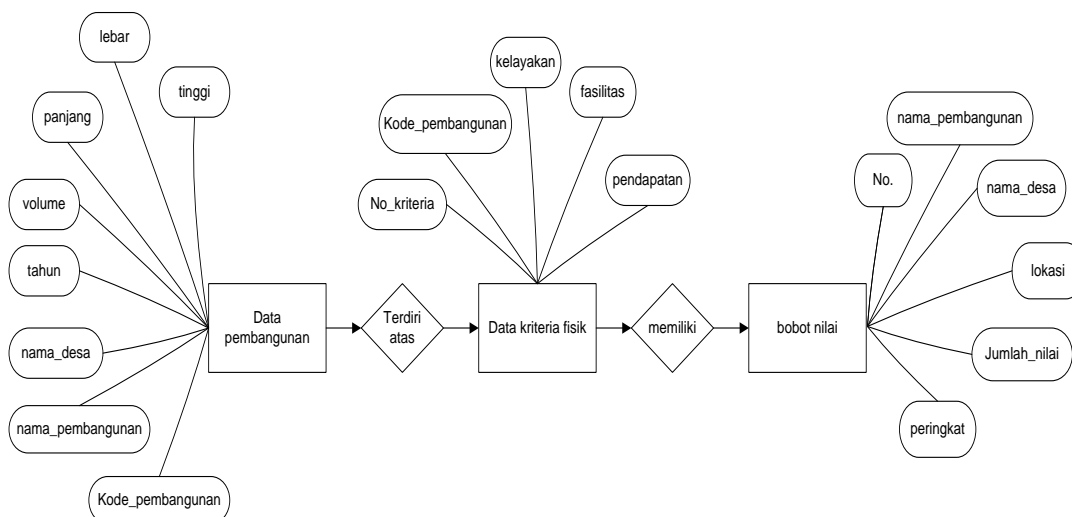 lebar
tinggi
panjang
volume
tahun
nama_desa
nama_pembangunan
Kode_pembangunan
Data
pembangunan
Terdiri
atas
kelayakan
fasilitas
Kode_pembangunan
No_kriteria
pendapatan
Data kriteria fisik
memiliki
bobot nilai
nama_pembangunan
No.
nama_desa
lokasi
Jumlah_nilai
peringkat